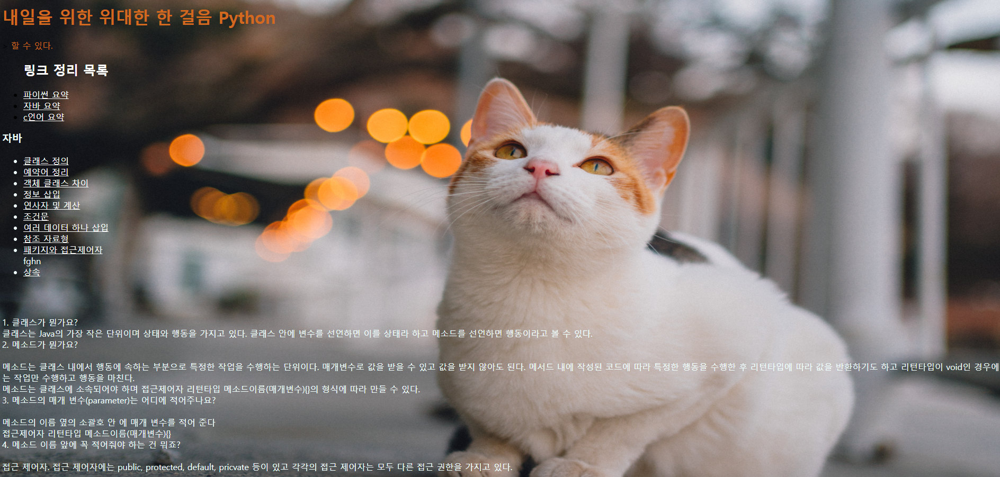 내일을 위한 위대한 한 걸음 Python
> 할 수 있다.
링크 정리 목록
파이썬 요약
자바 요약
c언어 요약
자바
클래스 정의
예약어 정리
객체 클래스 차이
정보 삽입
연사자 및 계산
조건문
여러 데이터 하나 삽입
참조 자료형
패키지와 접근제어자
fghn
상속
1. 클래스가 뭔가요?
클래스는 Java의 가장 작은 단위이며 상태와 행동을 가지고 있다. 클래스 안에 변수를 선언하면 이를 상태라 하고 메소드를 선언하면 행동이라고 볼 수 있다.
2. 메소드가 뭔가요?
메소드는 클래스 내에서 행동에 속하는 부분으로 특정한 작업을 수행하는 단위이다. 매개변수로 값을 받을 수 있고 값을 받지 않아도 된다. 메서드 내에 작성된 코드에 따라 특정한 행동을 수행한 후 리턴타입에 따라 값을 반환하기도 하고 리턴타입이 void인 경우에
는 작업만 수행하고 행동을 마친다.
메소드는 클래스에 소속되어야 하며 접근제어자 리턴타입 메소드이름(매개변수){}의 형식에 따라 만들 수 있다.
3. 메소드의 매개 변수(parameter)는 어디에 적어주나요?
메소드의 이름 옆의 소괄호 안 에 매개 변수를 적어 준다
접근제어자 리턴타입 메소드이름(매개변수){}
4. 메소드 이름 앞에 꼭 적어줘야 하는 건 뭐죠?
접근 제어자. 접근 제어자에는 public, protected, default, pricvate 등이 있고 각각의 접근 제어자는 모두 다른 접근 권한을 가지고 있다.